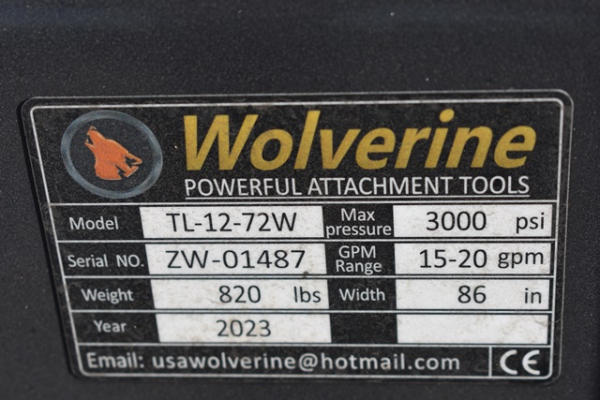 Wolverine
POWERFUL ATTACHMENT TOOLS
Model TL-12-72W Max pressure 3000 psi
Serial NO. ZW-01487 GPM Range 15-20 gpm
Weight 820 lbs Width 86 in
Year 2023
Email: usawolverine@hotmail.com CE